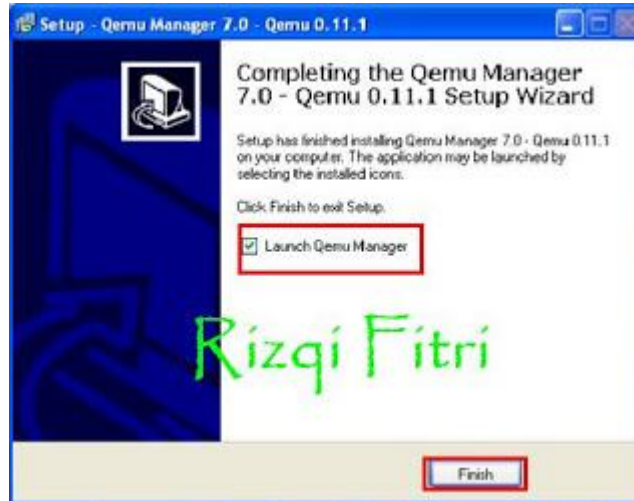 Setup - Qemu Manager 7.0 - Qemu 0.11.1
Completing the Qemu Manager
7.0 - Qemu 0.11.1 Setup Wizard
Setup has finished installing Qemu Manager 7.0 - Qemu 0.11.1
on your computer. The application may be launched by
selecting the installed icons.
Click Finish to exit Setup.
Launch Qemu Manager
Rizqi Fitri
Finish